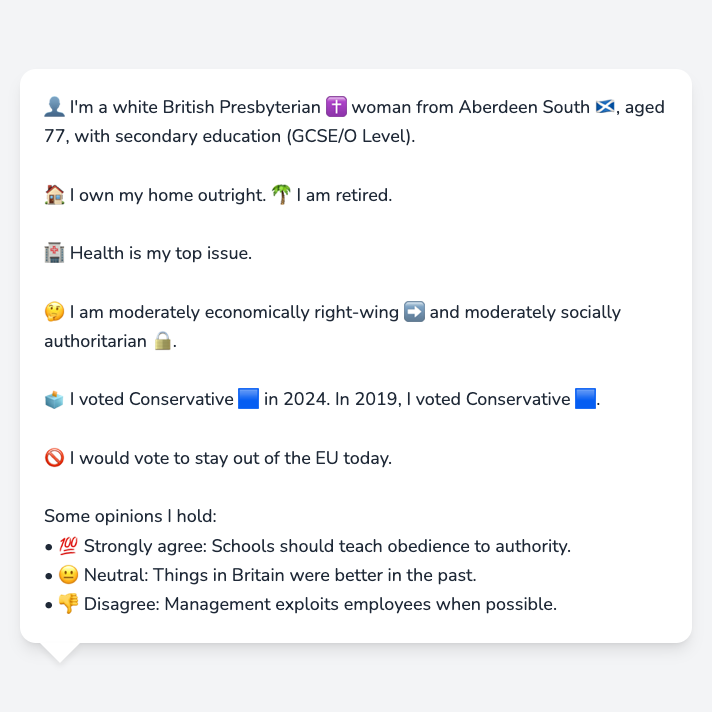 👤 I'm a white British Presbyterian ✝️ woman from Aberdeen South 🏴󠁧󠁢󠁳󠁣󠁴󠁿, aged
77, with secondary education (GCSE/O Level).
🏠 I own my home outright. 🌴 I am retired.
🏥 Health is my top issue.
🤔 I am moderately economically right-wing ➡️ and moderately socially
authoritarian 🔒.
🗳️ I voted Conservative 🟦 in 2024. In 2019, I voted Conservative 🟦.
🚫 I would vote to stay out of the EU today.
Some opinions I hold:
• 💯 Strongly agree: Schools should teach obedience to authority.
• 😐 Neutral: Things in Britain were better in the past.
• 👎 Disagree: Management exploits employees when possible.